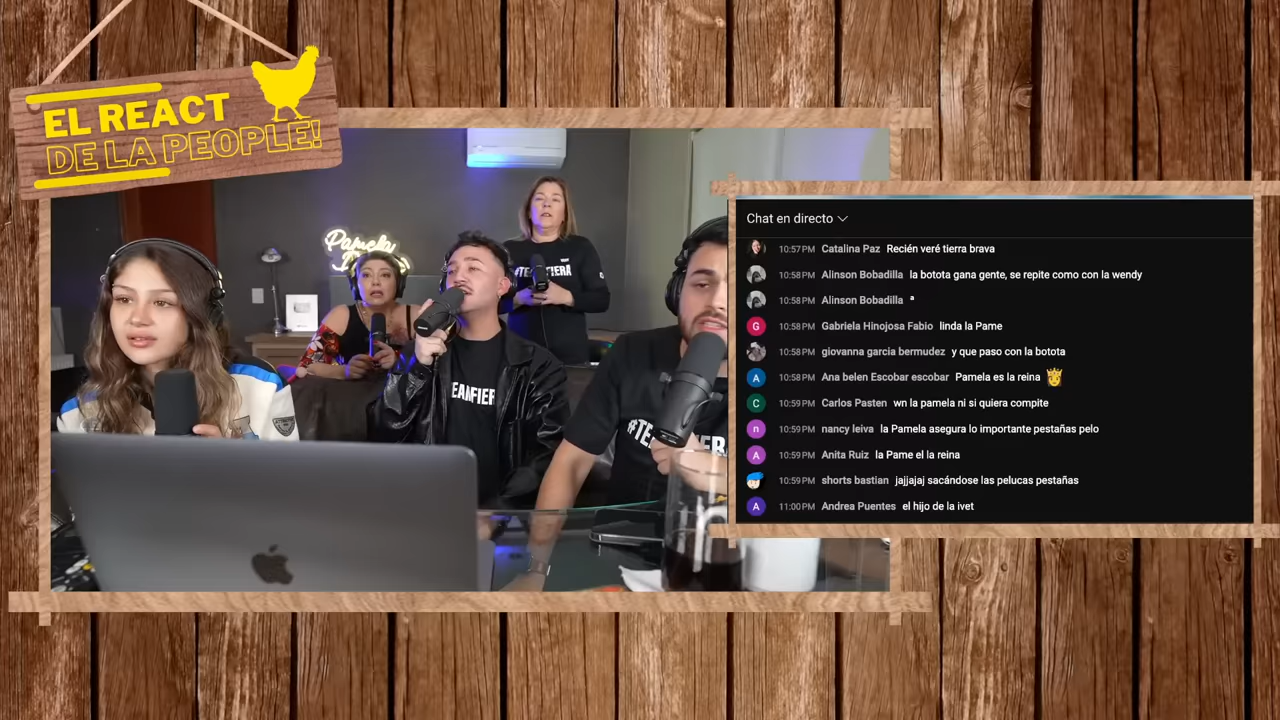 EL REACT
DE LA PEOPLE!
Pamela
#TEAMFIERA
EAMFIER
Chat en directo
10:57 PM Catalina Paz Recién veré tierra brava
10:58 PM Alinson Bobadilla la botota gana gente, se repite como con la wendy
10:58 PM Alinson Bobadilla ª
G 10:58 PM Gabriela Hinojosa Fabio linda la Pame
10:58 PM giovanna garcia bermudez y que paso con la botota
A 10:58 PM Ana belen Escobar escobar Pamela es la reina
C 10:59 PM Carlos Pasten wn la pamela ni si quiera compite
n 10:59 PM nancy leiva la Pamela asegura lo importante pestañas pelo
A 10:59 PM Anita Ruiz la Pame el la reina
10:59 PM shorts bastian jajjajaj sacándose las pelucas pestañas
A 11:00 PM Andrea Puentes el hijo de la ivet